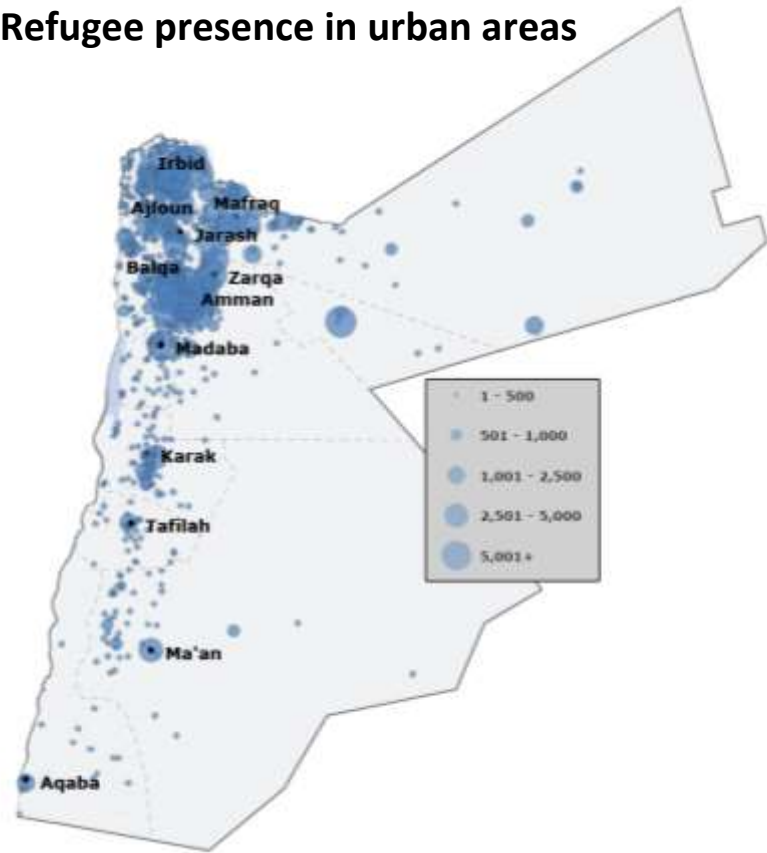 Refugee presence in urban areas
Irbid
Ajloun
Mafraq
Jarash
Balqa
Zarqa
Amman
Madaba
1 - 500
501 - 1,000
Karak
1,001 - 2,500
2,501 - 5,000
Tafilah
5,001+
Ma'an
Aqaba